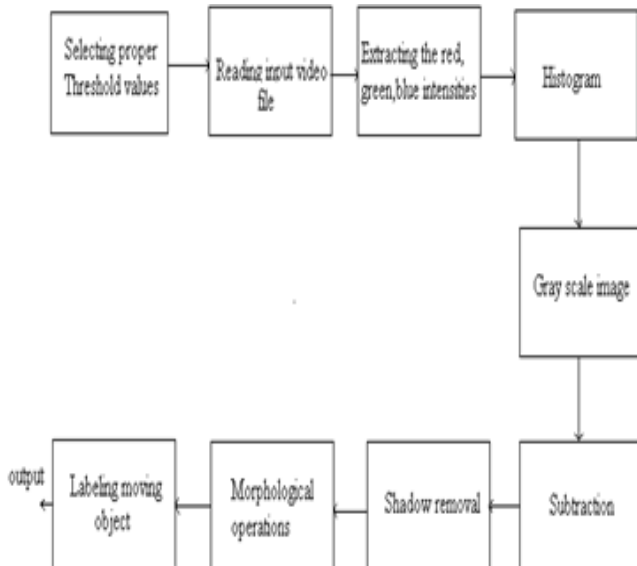 Selecting proper
Threshold values
Reading input video
file
Extracting the red,
green,blue intensities
Histogram
Gray scale image
Subtraction
Shadow removal
Morphological
operations
Labeling moving
object
output